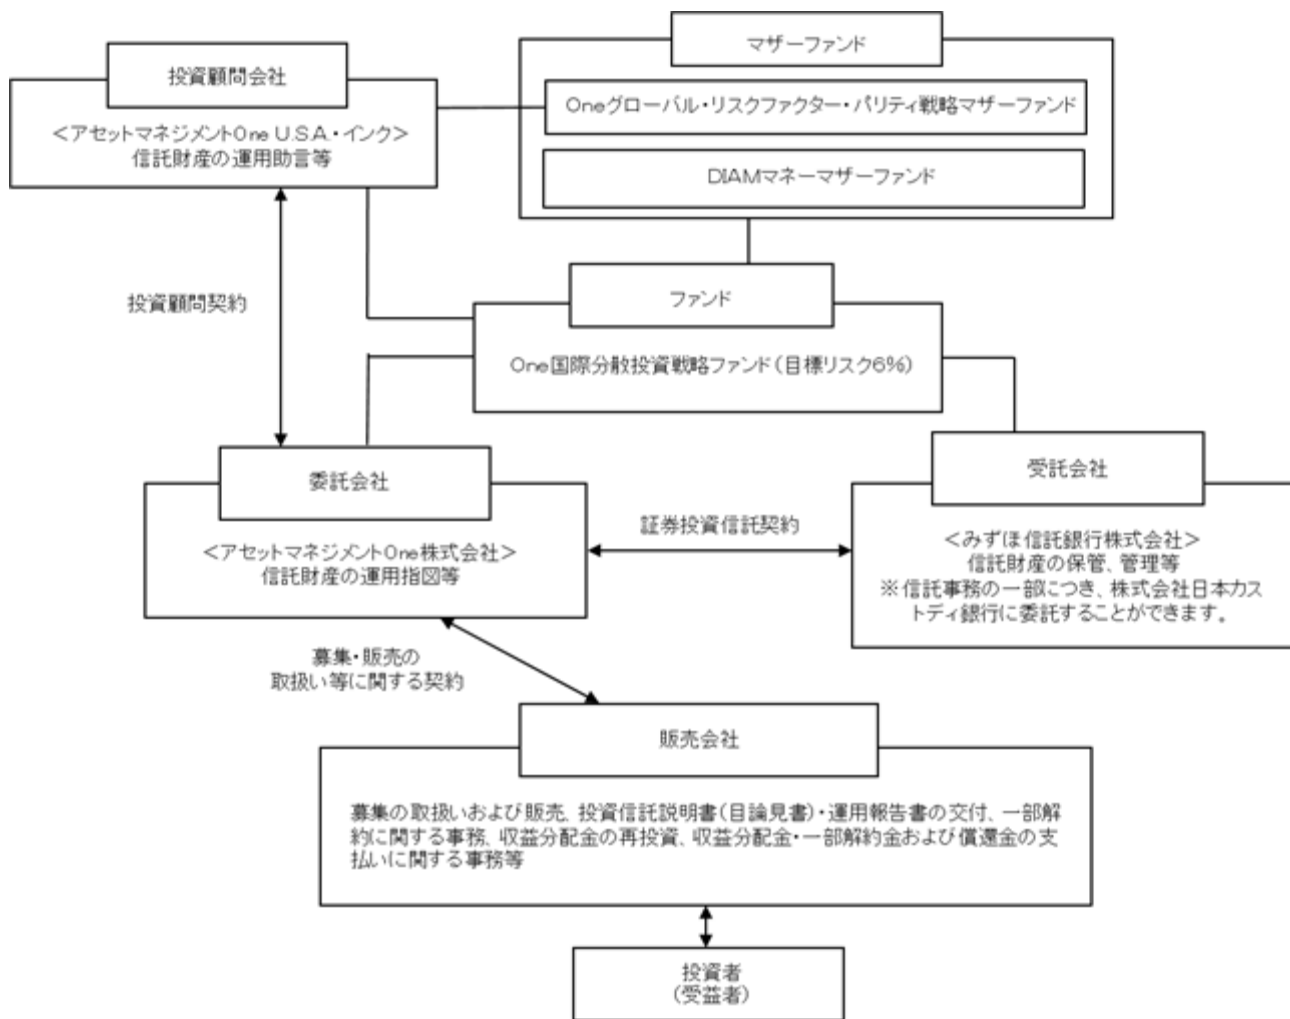 マザーファンド
投資顧問会社
Oneグローバル・リスクファクター・パリティ戦略マザーファンド
＜アセットマネジメントOne U.S.A.・インク＞
信託財産の運用助言等
DIAMマネーマザーファンド
投資顧問契約
ファンド
One国際分散投資戦略ファンド（目標リスク6％）
委託会社
受託会社
証券投資信託契約
＜アセットマネジメントOne株式会社＞
信託財産の運用指図等
＜みずほ信託銀行株式会社＞
信託財産の保管、管理等
※信託事務の一部につき、株式会社日本カス
トディ銀行に委託することができます。
募集・販売の
取扱い等に関する契約
販売会社
募集の取扱いおよび販売、投資信託説明書（目論見書）・運用報告書の交付、一部解
約に関する事務、収益分配金の再投資、収益分配金・一部解約金および償還金の支
払いに関する事務等
投資者
（受益者）